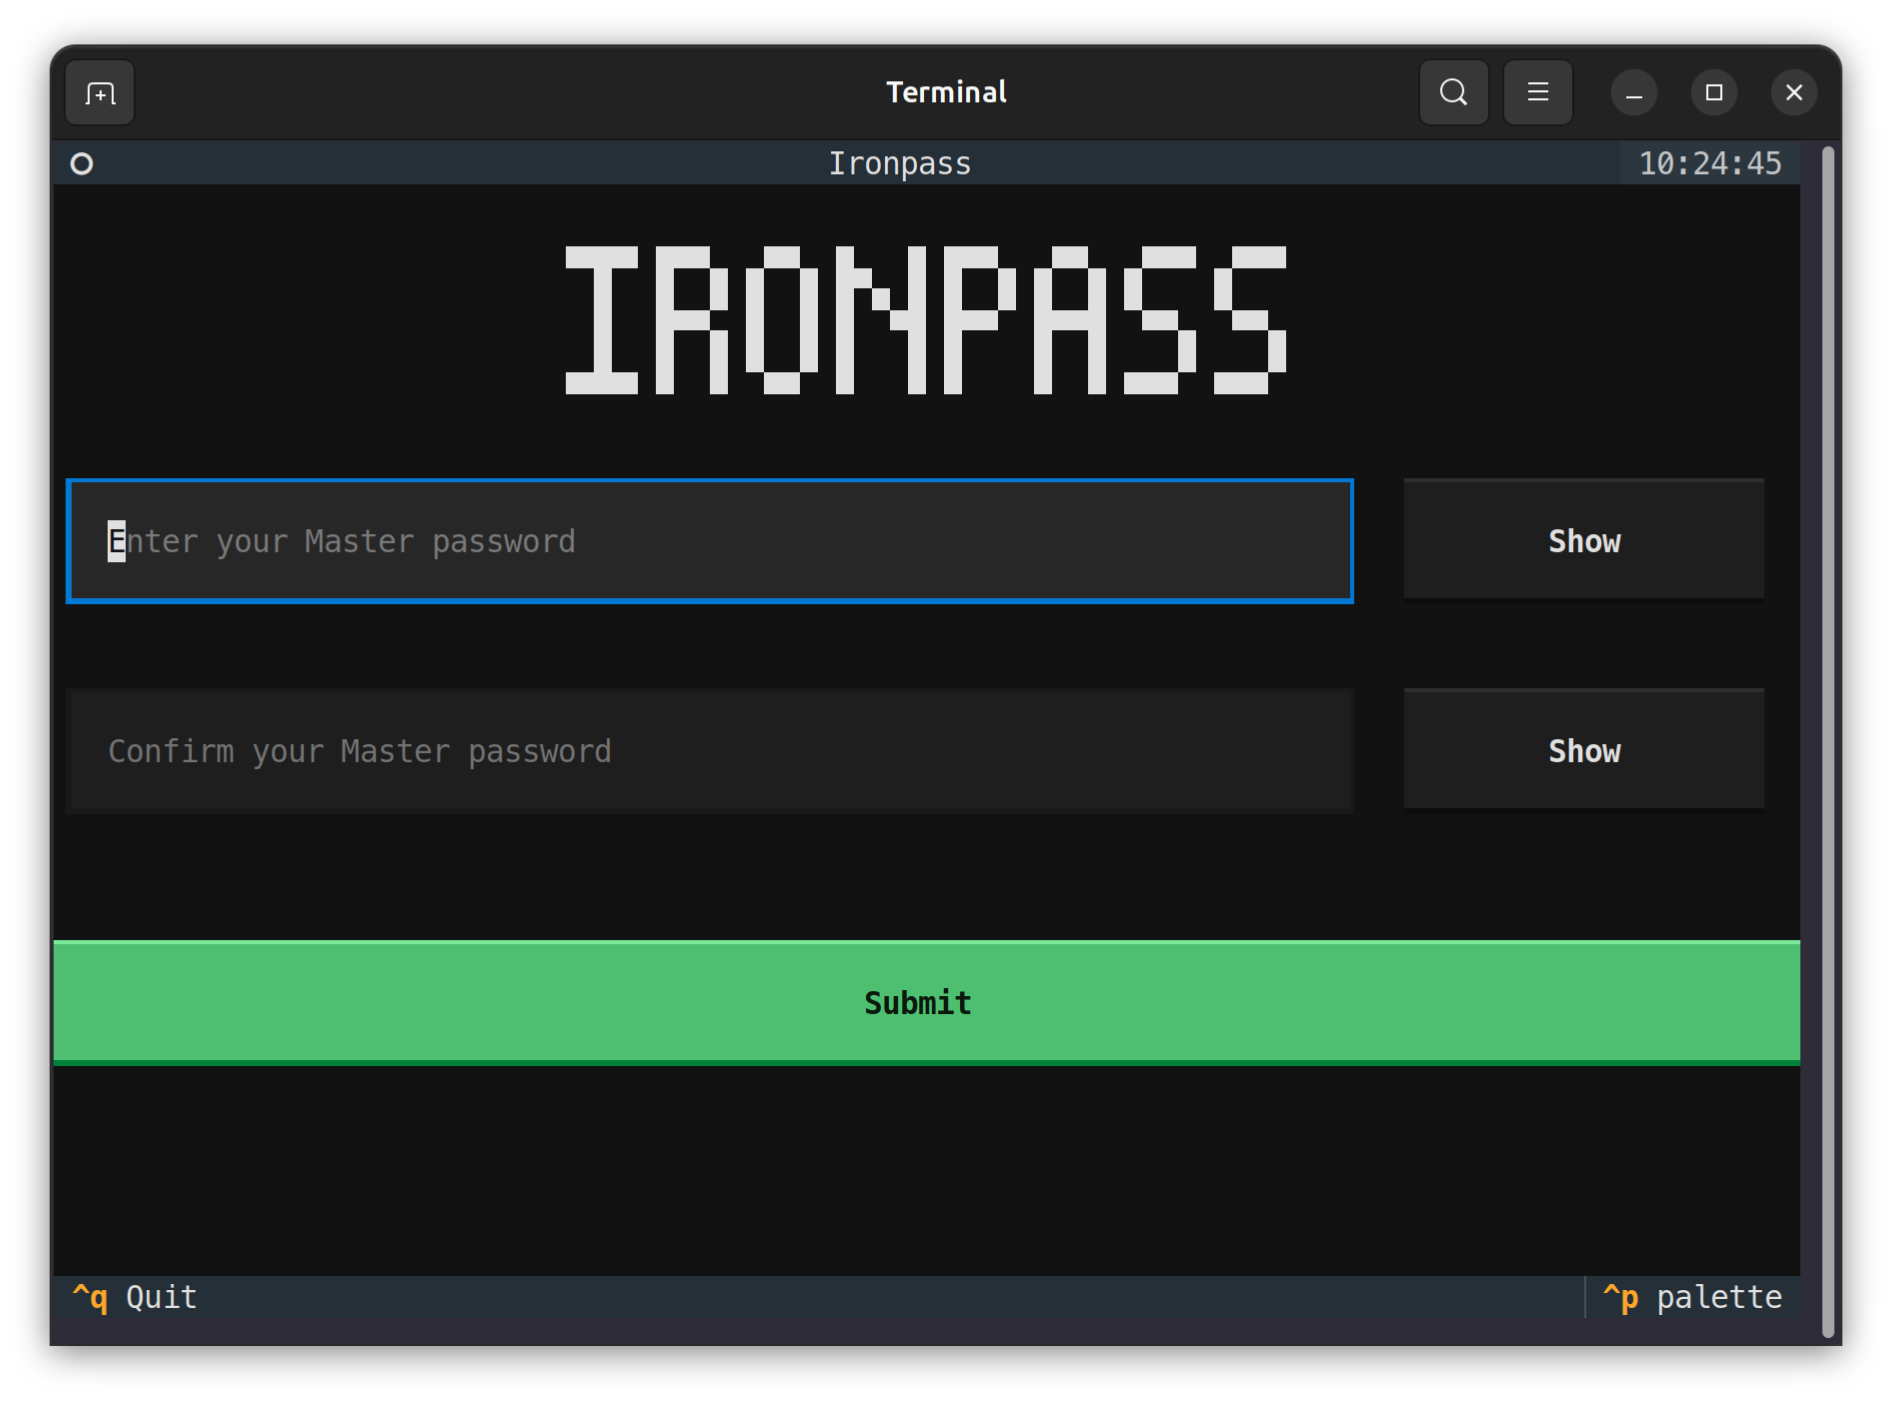 Terminal
Ironpass 10:24:45
IRONPASS
Enter your Master password Show
Confirm your Master password Show
Submit
^q Quit ^p palette